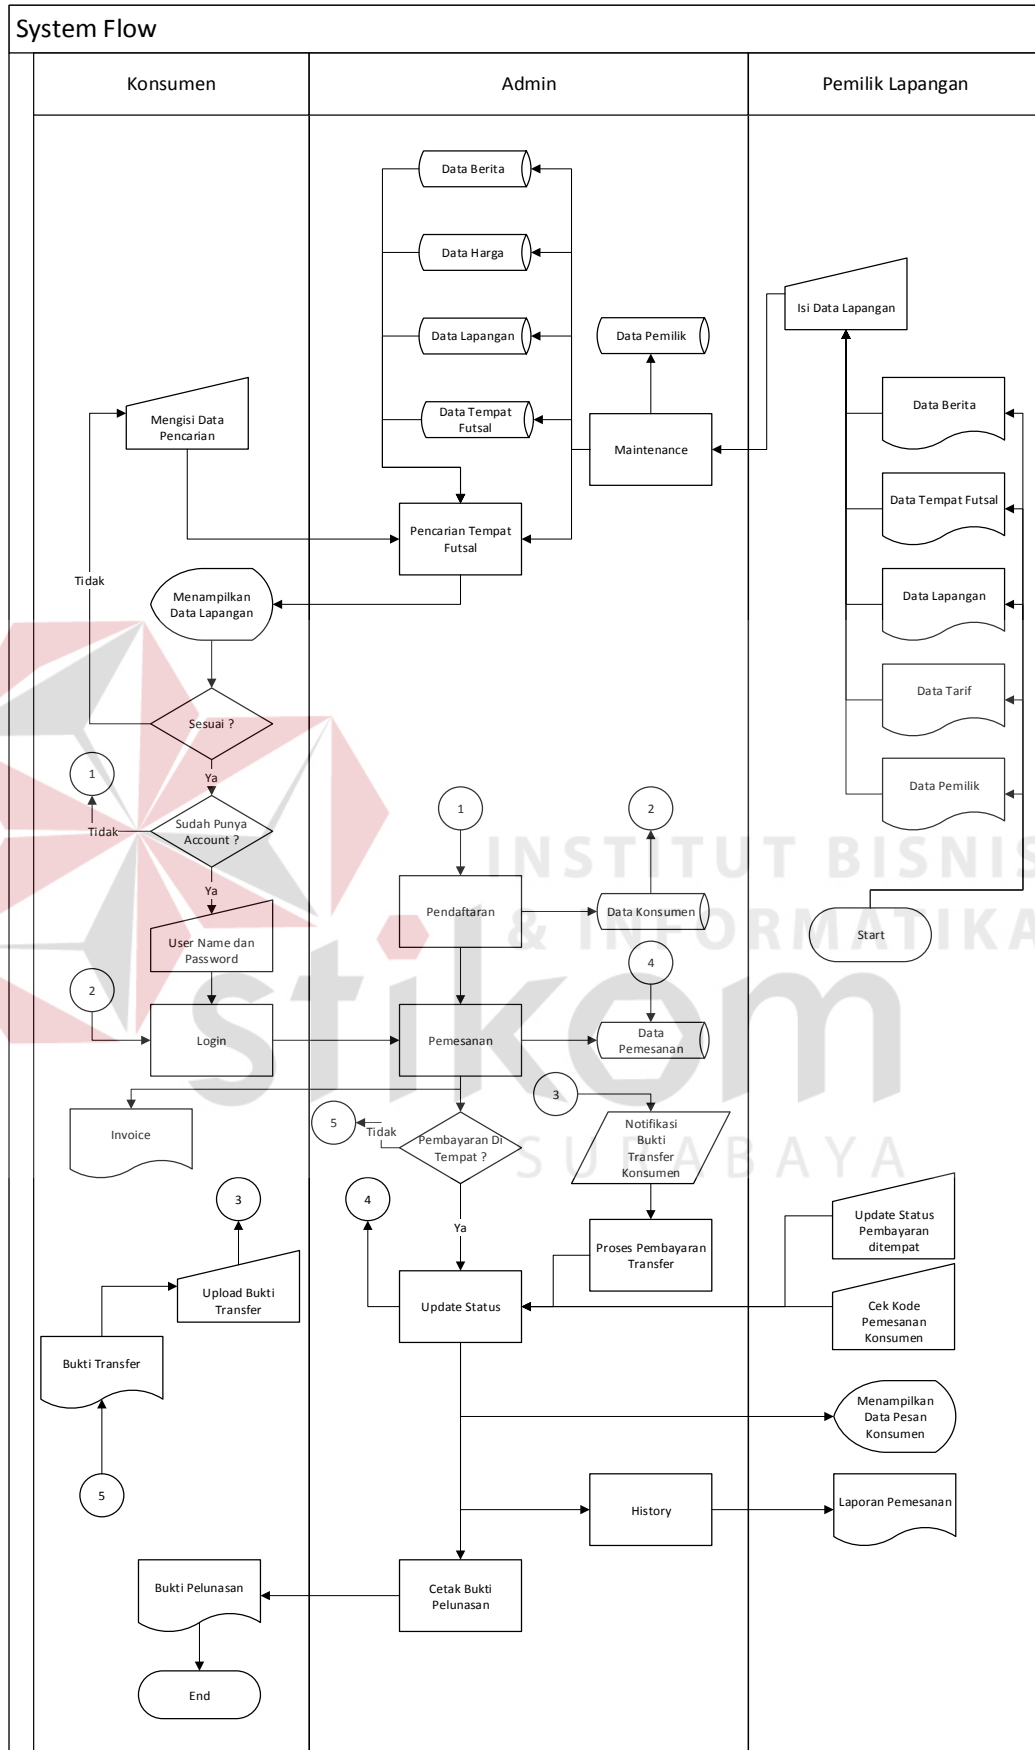 System Flow
Konsumen
Admin
Pemilik Lapangan
Data Berita
Data Harga
Data Lapangan
Data Pemilik
Data Tempat
Futsal
Maintenance
Isi Data Lapangan
Data Berita
Data Tempat Futsal
Data Lapangan
Data Tarif
Data Pemilik
Start
Mengisi Data
Pencarian
Pencarian Tempat
Futsal
Tidak
Menampilkan
Data Lapangan
Sesuai ?
Ya
1
Tidak
Sudah Punya
Account ?
Ya
1
2
Pendaftaran
Data Konsumen
User Name dan
Password
4
2
Login
Pemesanan
Data
Pemesanan
INSTITUT BISNIS
& INFORMATIKA
stikom
SURABAYA
Invoice
5
Tidak
Pembayaran Di
Tempat ?
3
Notifikasi
Bukti
Transfer
Konsumen
3
4
Ya
Proses Pembayaran
Transfer
Update Status
Pembayaran
ditempat
Upload Bukti
Transfer
Update Status
Cek Kode
Pemesanan
Konsumen
Bukti Transfer
Menampilkan
Data Pesan
Konsumen
5
History
Laporan Pemesanan
Bukti Pelunasan
Cetak Bukti
Pelunasan
End